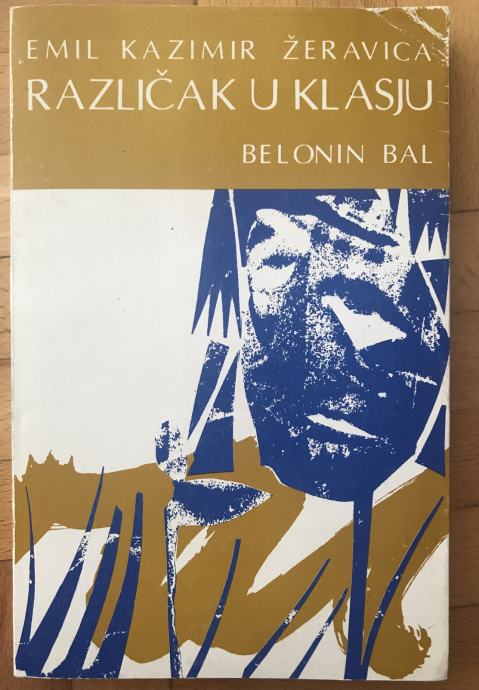 EMIL KAZIMIR ŽERAVICA
RAZLIČAK U KLASJU
BELONIN BAL